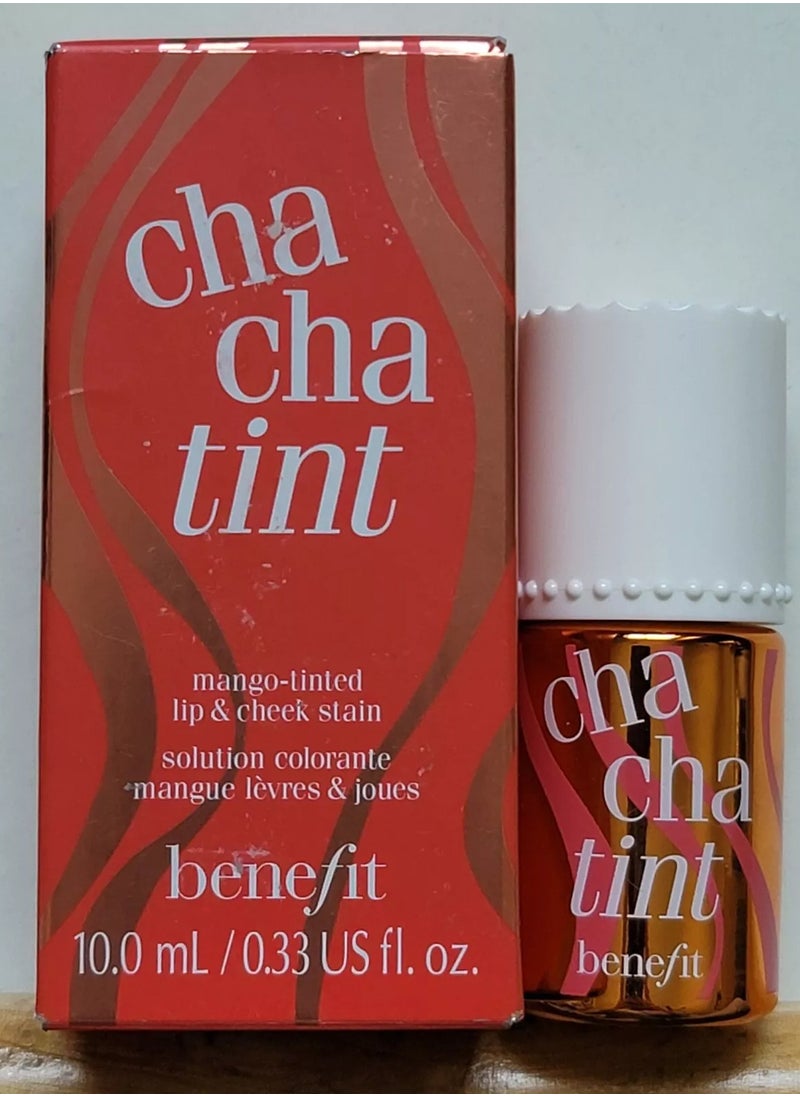 cha
cha
tint
mango-tinted
lip & cheek stain
solution colorante
mangue lèvres & joues
benefit
10.0 mL / 0.33 US fl. oz.
cha
cha
tint
benefit